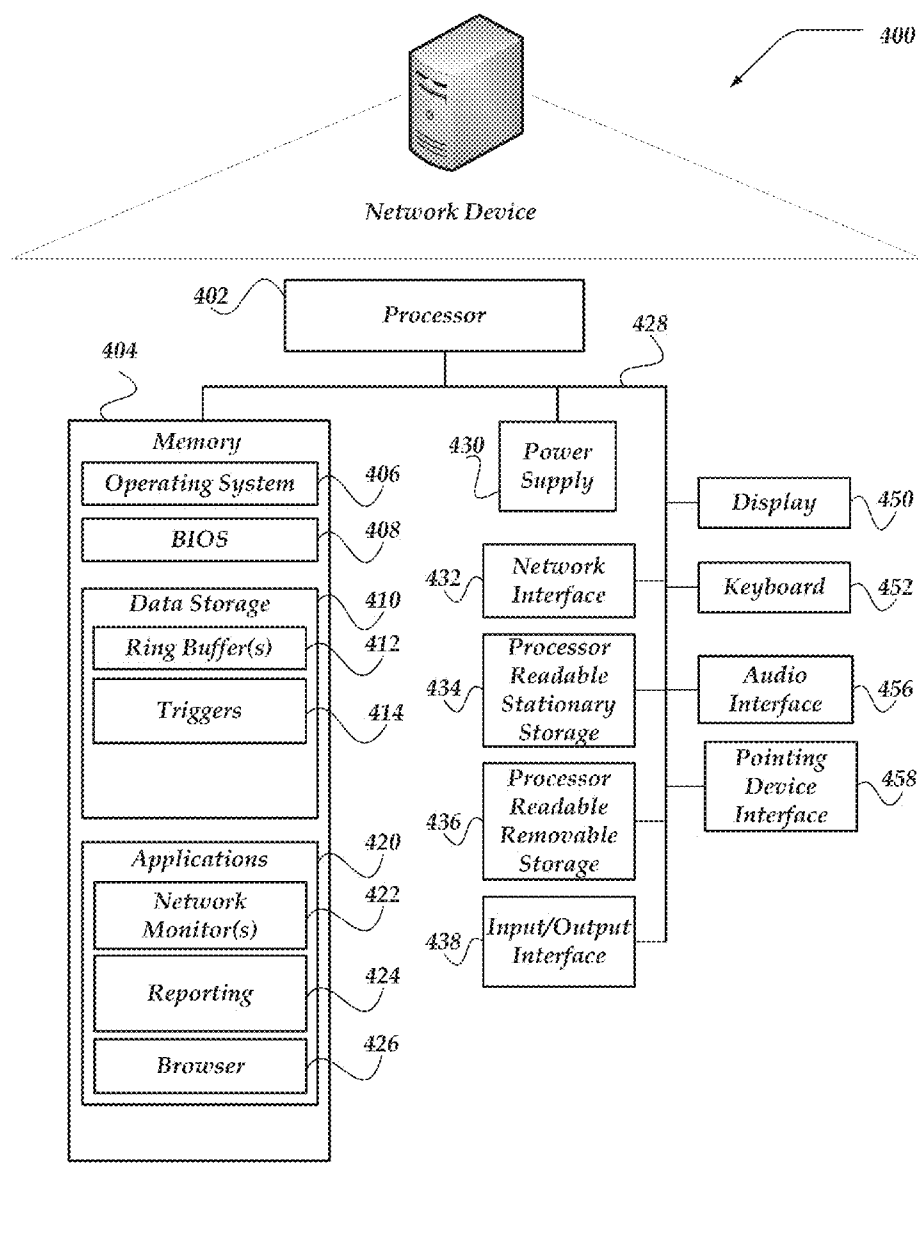 400
Network Device
402
Processor
428
404
Memory
Operating System
406
BIOS
408
Data Storage
410
Ring Buffer(s)
412
Triggers
414
Applications
420
Network
Monitor(s)
422
Reporting
424
Browser
426
430
Power
Supply
432
Network
Interface
434
Processor
Readable
Stationary
Storage
436
Processor
Readable
Removable
Storage
438
Input/Output
Interface
Display
450
Keyboard
452
Audio
Interface
456
Pointing
Device
Interface
458